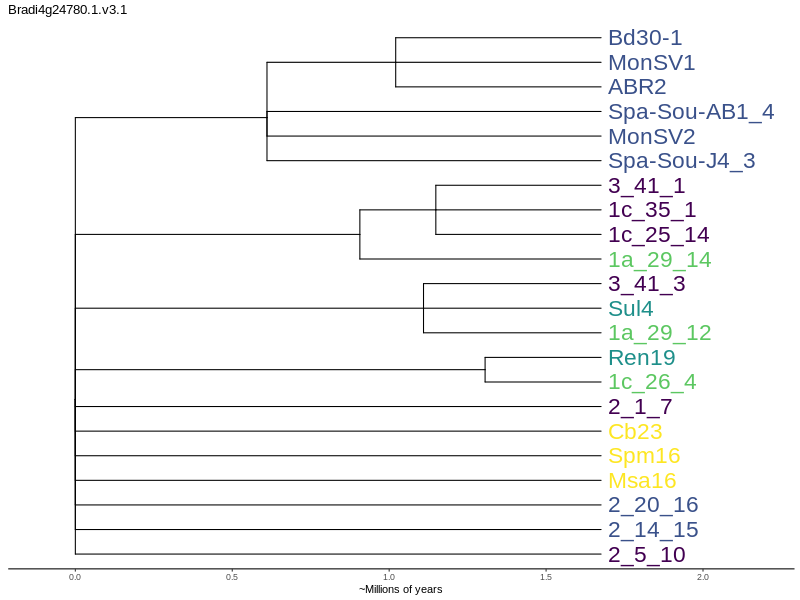 Bradi4g24780.1.v3.1
Bd30-1
MonSV1
ABR2
Spa-Sou-AB1_4
MonSV2
Spa-Sou-J4_3
3_41_1
1c_35_1
1c_25_14
1a_29_14
3_41_3
Sul4
1a_29_12
Ren19
1c_26_4
2_1_7
Cb23
Spm16
Msa16
2_20_16
2_14_15
2_5_10
0.0 0.5 1.0 1.5 2.0
~Millions of years